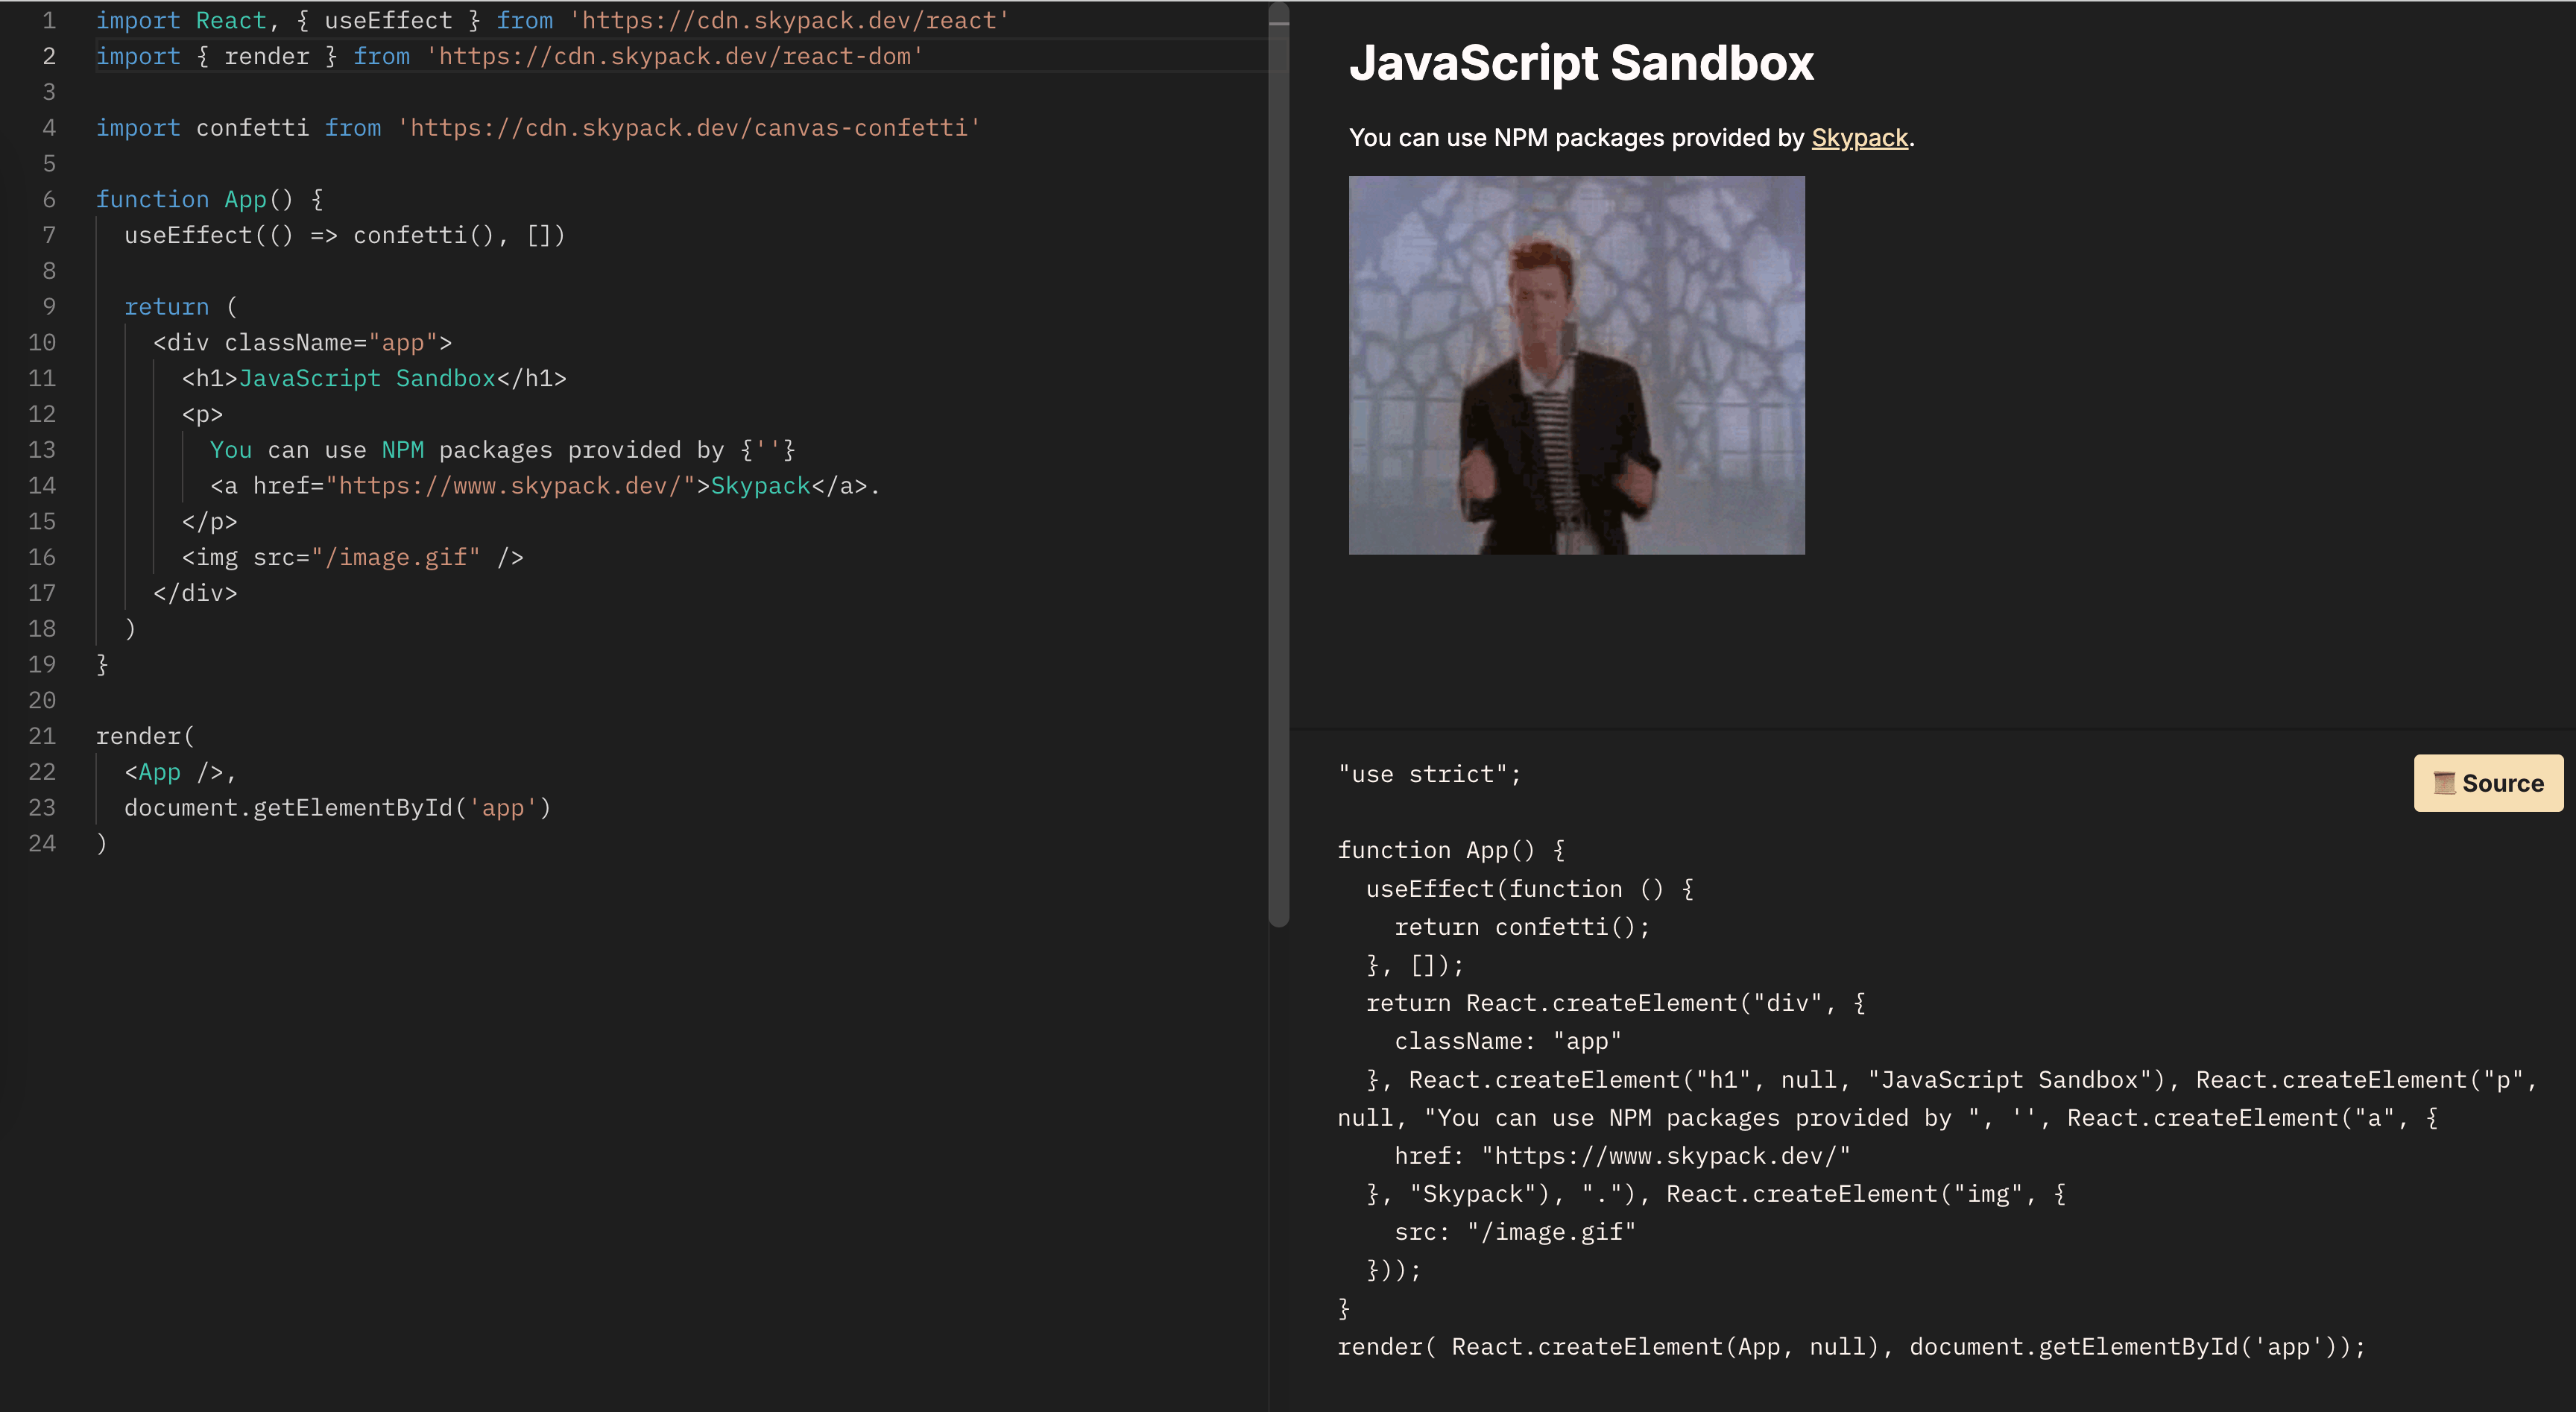 1 import React, { useEffect } from 'https://cdn.skypack.dev/react'
2 import { render } from 'https://cdn.skypack.dev/react-dom'
3
4 import confetti from 'https://cdn.skypack.dev/canvas-confetti'
5
6 function App() {
7   useEffect(() => confetti(), [])
8
9   return (
10     <div className="app">
11       <h1>JavaScript Sandbox</h1>
12       <p>
13         You can use NPM packages provided by {''}
14         <a href="https://www.skypack.dev/">Skypack</a>.
15       </p>
16       <img src="/image.gif" />
17     </div>
18   )
19 }
20
21 render(
22   <App />,
23   document.getElementById('app')
24 )
JavaScript Sandbox
You can use NPM packages provided by Skypack.
Source
"use strict";
function App() {
  useEffect(function () {
    return confetti();
  }, []);
  return React.createElement("div", {
    className: "app"
  }, React.createElement("h1", null, "JavaScript Sandbox"), React.createElement("p",
null, "You can use NPM packages provided by ", '', React.createElement("a", {
    href: "https://www.skypack.dev/"
  }, "Skypack"), "."), React.createElement("img", {
    src: "/image.gif"
  }));
}
render( React.createElement(App, null), document.getElementById('app'));